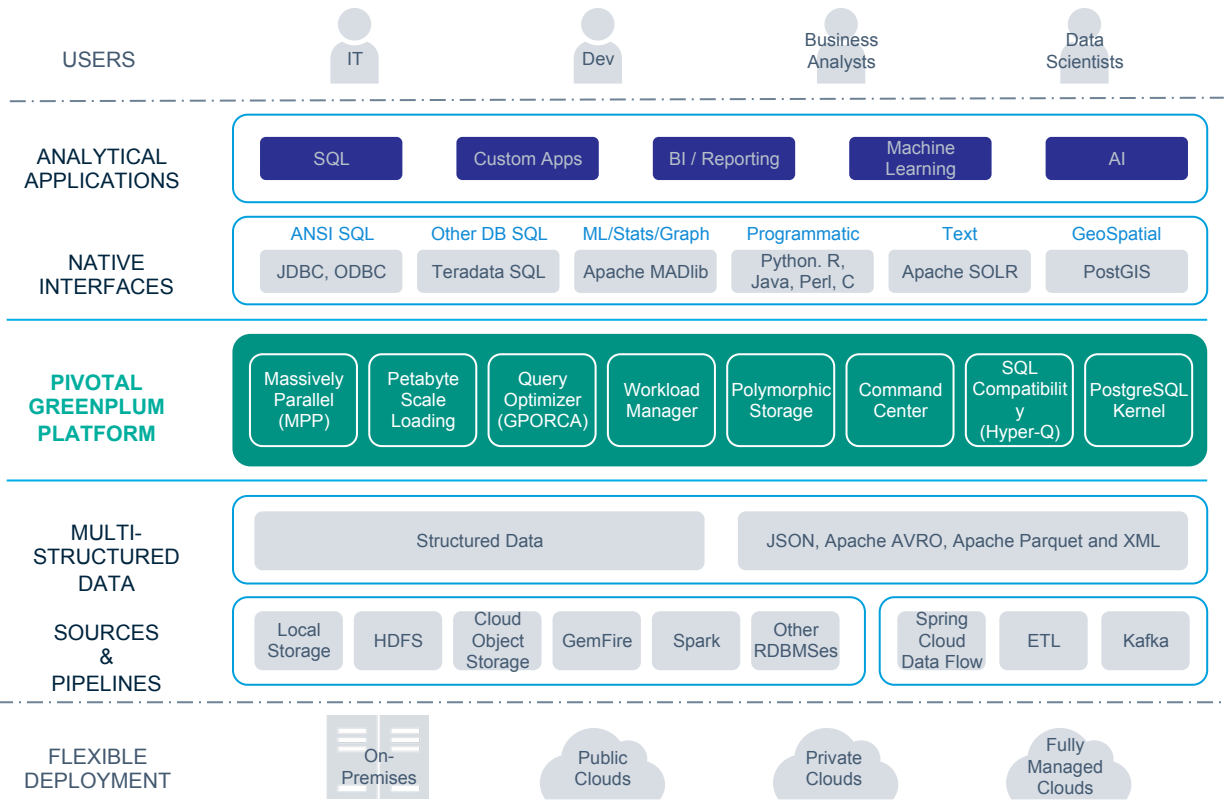 USERS
IT
Dev
Business
Analysts
Data
Scientists
ANALYTICAL
APPLICATIONS
SQL
Custom Apps
BI / Reporting
Machine
Learning
AI
NATIVE
INTERFACES
ANSI SQL
Other DB SQL
ML/Stats/Graph
Programmatic
Text
GeoSpatial
JDBC, ODBC
Teradata SQL
Apache MADlib
Python. R,
Java, Perl, C
Apache SOLR
PostGIS
PIVOTAL
GREENPLUM
PLATFORM
Massively
Parallel
(MPP)
Petabyte
Scale
Loading
Query
Optimizer
(GPORCA)
Workload
Manager
Polymorphic
Storage
Command
Center
SQL
Compatibilit
y
(Hyper-Q)
PostgreSQL
Kernel
MULTI-
STRUCTURED
DATA
Structured Data
JSON, Apache AVRO, Apache Parquet and XML
SOURCES
&
PIPELINES
Local
Storage
HDFS
Cloud
Object
Storage
GemFire
Spark
Other
RDBMSes
Spring
Cloud
Data Flow
ETL
Kafka
FLEXIBLE
DEPLOYMENT
On-
Premises
Public
Clouds
Private
Clouds
Fully
Managed
Clouds